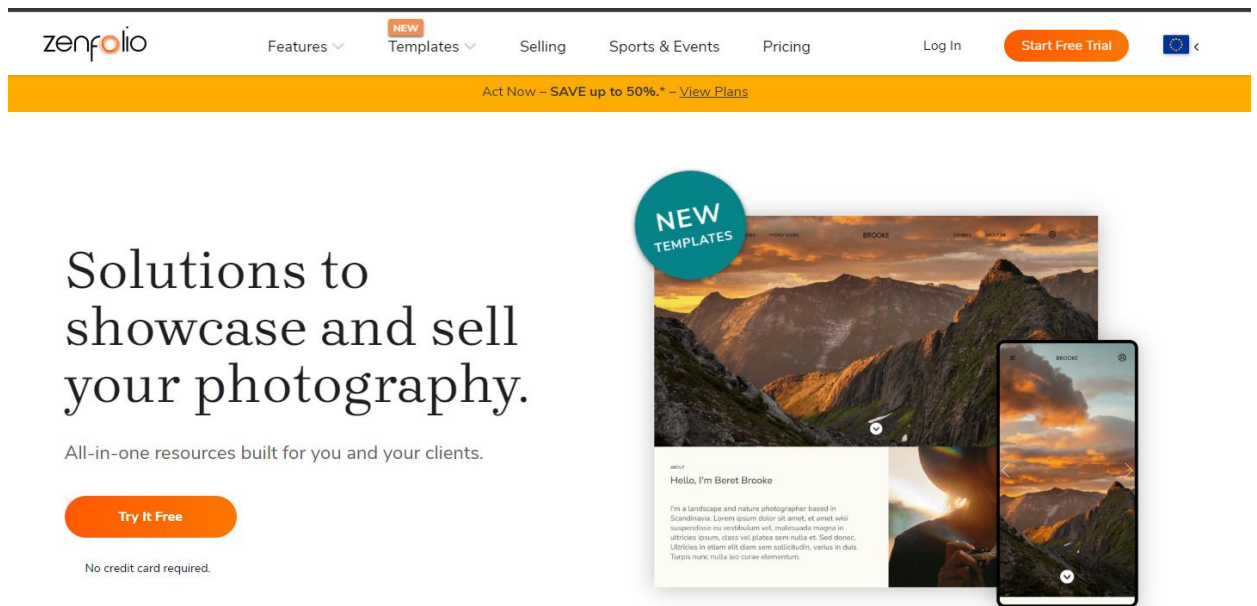 zenfolio
Features
NEW
Templates
Selling
Sports & Events
Pricing
Log In
Start Free Trial
Act Now – SAVE up to 50%.* – View Plans
Solutions to
showcase and sell
your photography.
All-in-one resources built for you and your clients.
Try It Free
No credit card required.
NEW
TEMPLATES
PHOTO TOURS
BROOKE
ABOUT ME
ABOUT
Hello, I'm Beret Brooke
I'm a landscape and nature photographer based in
Scandinavia. Lorem ipsum dolor sit amet, et amet wisi
suspendisse eu vestibulum vel, malesuada magna in
ultricies ipsum, class vel platea sem nulla et. Sed donec.
Ultricies in etiam elit diam sem sollicitudin, varius in duis.
Turpis nunc nulla leo curae elementum.
BROOKE